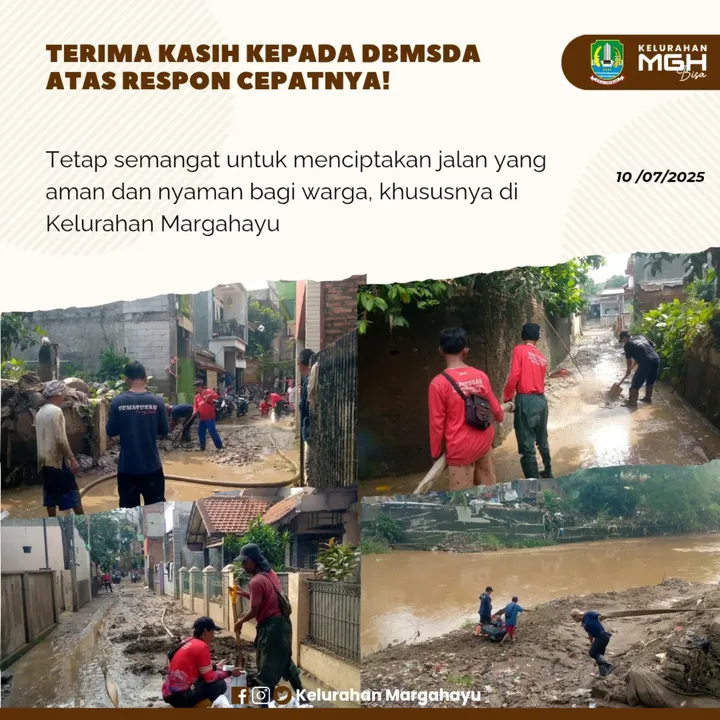 TERIMA KASIH KEPADA DBMSDA
ATAS RESPON CEPATNYA!
KELURAHAN
MGH
Bisa
Tetap semangat untuk menciptakan jalan yang
aman dan nyaman bagi warga, khususnya di
Kelurahan Margahayu
10 /07/2025
Kelurahan Margahayu